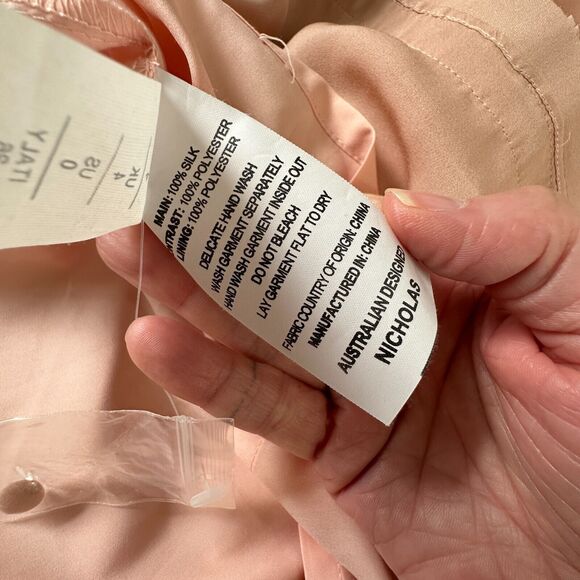 MAIN: 100% SILK
CONTRAST: 100% POLYESTER
LINING: 100% POLYESTER
DELICATE HAND WASH
WASH GARMENT SEPARATELY
HAND WASH GARMENT INSIDE OUT
DO NOT BLEACH
LAY GARMENT FLAT TO DRY
FABRIC COUNTRY OF ORIGIN: CHINA
MANUFACTURED IN: CHINA
AUSTRALIAN DESIGNED
NICHOLAS
UK
4
US
0
ITALY